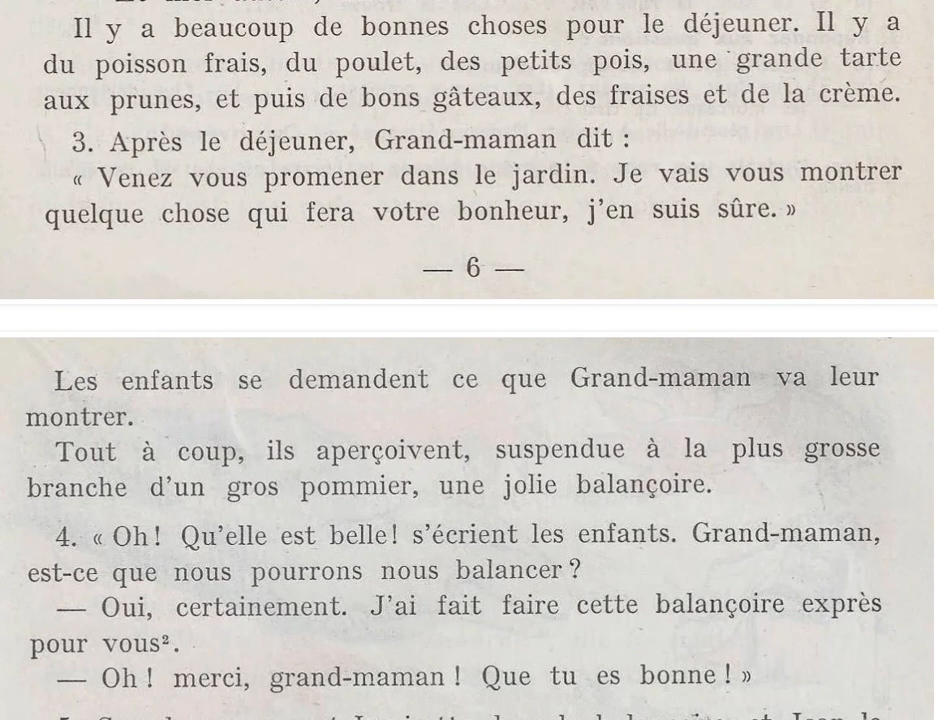 Il y a beaucoup de bonnes choses pour le déjeuner. Il y a
du poisson frais, du poulet, des petits pois, une grande tarte
aux prunes, et puis de bons gâteaux, des fraises et de la crème.
3. Après le déjeuner, Grand-maman dit :
« Venez vous promener dans le jardin. Je vais vous montrer
quelque chose qui fera votre bonheur, j'en suis sûre. »
— 6 —
Les enfants se demandent ce que Grand-maman va leur
montrer.
Tout à coup, ils aperçoivent, suspendue à la plus grosse
branche d'un gros pommier, une jolie balançoire.
4. « Oh! Qu'elle est belle! s'écrient les enfants. Grand-maman,
est-ce que nous pourrons nous balancer ?
— Oui, certainement. J'ai fait faire cette balançoire exprès
pour vous².
— Oh ! merci, grand-maman ! Que tu es bonne ! »